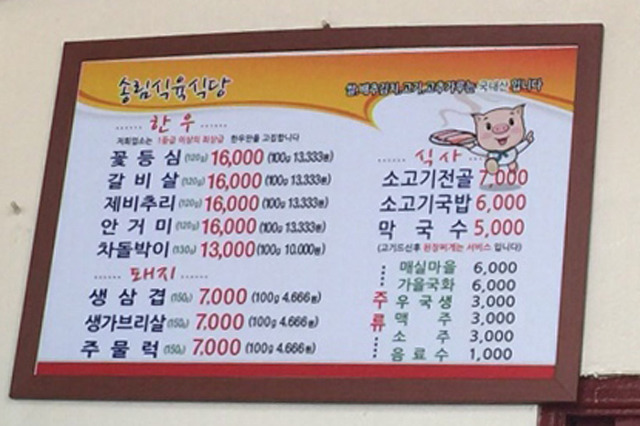 송림식육식당
쌀,배추김치,고기,고추가루는 국내산 입니다
한우
저희업소는 1등급 이상의 최상급 한우만을 고집합니다
꽃등심 (120g) 16,000 (100g 13.333원)
갈비살 (120g) 16,000 (100g 13.333원)
제비추리 (120g) 16,000 (100g 13.333원)
안거미 (120g) 16,000 (100g 13.333원)
차돌박이 (130g) 13,000 (100g 10.000원)
돼지
생삼겹 (150g) 7.000 (100g 4.666원)
생가브리살 (150g) 7.000 (100g 4.666원)
주물럭 (150g) 7.000 (100g 4.666원)
식사
소고기전골 7,000
소고기국밥 6,000
막국수 5,000
(고기드신후 된장찌개는 서비스 입니다)
주류
매실마을 6,000
가을국화 6,000
우국생 3,000
맥주 3,000
소주 3,000
음료수 1,000